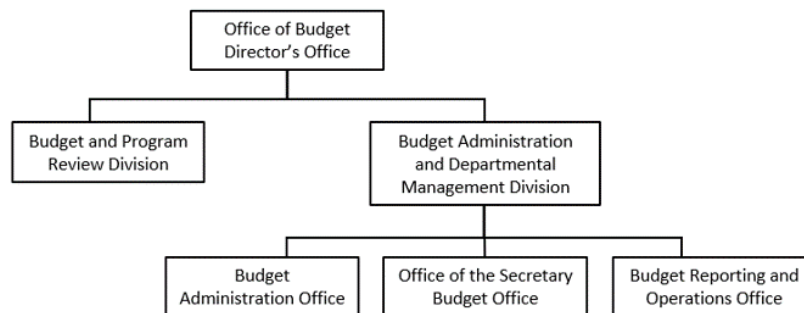 Office of Budget
Director's Office
Budget and Program
Review Division
Budget Administration
and Departmental
Management Division
Budget
Administration Office
Office of the Secretary
Budget Office
Budget Reporting and
Operations Office